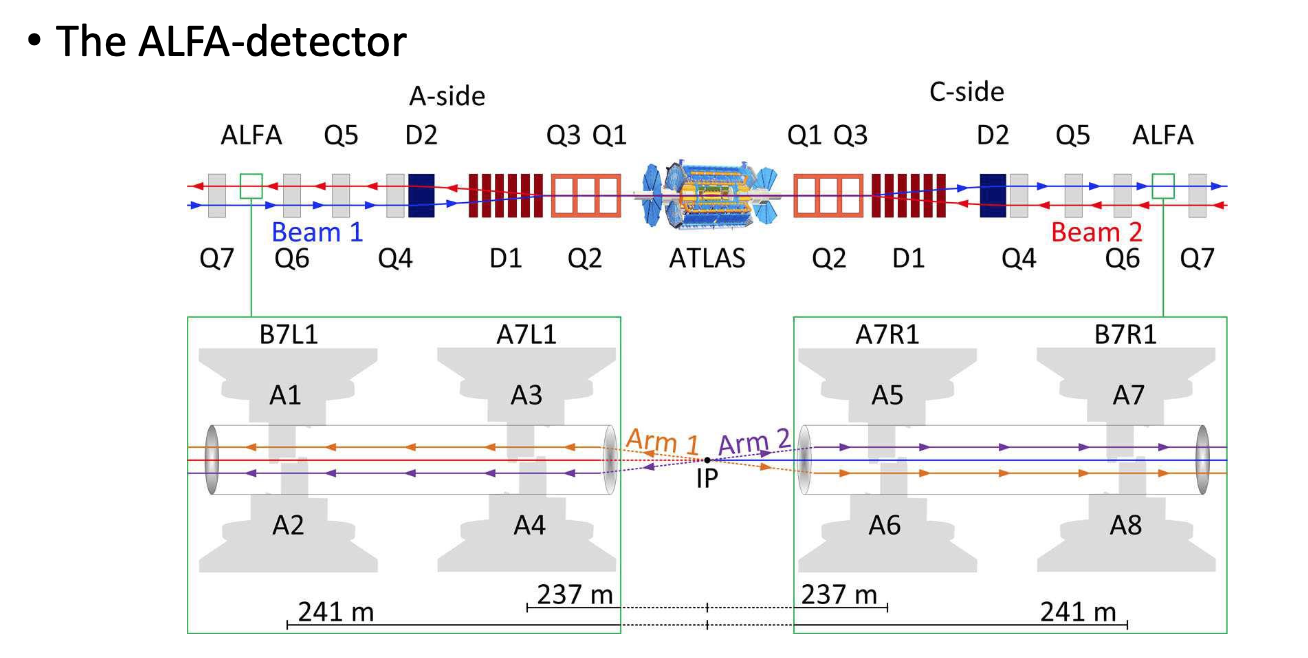 • The ALFA-detector
A-side
C-side
ALFA Q5 D2 Q3 Q1 Q1 Q3 D2 Q5 ALFA
Beam 1
Beam 2
Q7 Q6 Q4 D1 Q2 ATLAS Q2 D1 Q4 Q6 Q7
B7L1 A7L1 A7R1 B7R1
A1 A3 A5 A7
Arm 1 Arm 2
IP
A2 A4 A6 A8
237 m 237 m
241 m 241 m